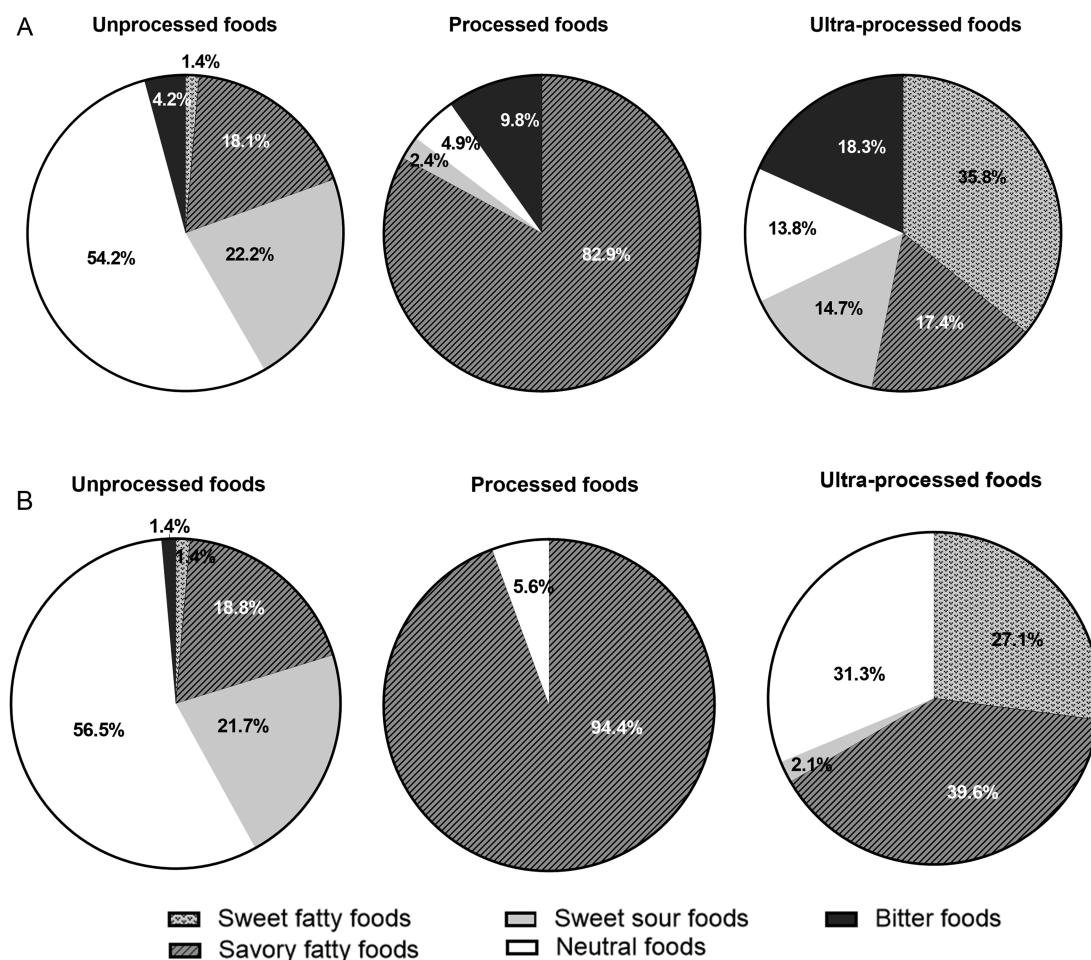 A
Unprocessed foods
Processed foods
Ultra-processed foods
1.4%
4.2%
18.1%
54.2%
22.2%
9.8%
4.9%
2.4%
82.9%
18.3%
35.8%
13.8%
14.7%
17.4%
B
Unprocessed foods
Processed foods
Ultra-processed foods
1.4%
1.4%
18.8%
56.5%
21.7%
5.6%
94.4%
27.1%
31.3%
2.1%
39.6%
Sweet fatty foods
Sweet sour foods
Bitter foods
Savory fatty foods
Neutral foods